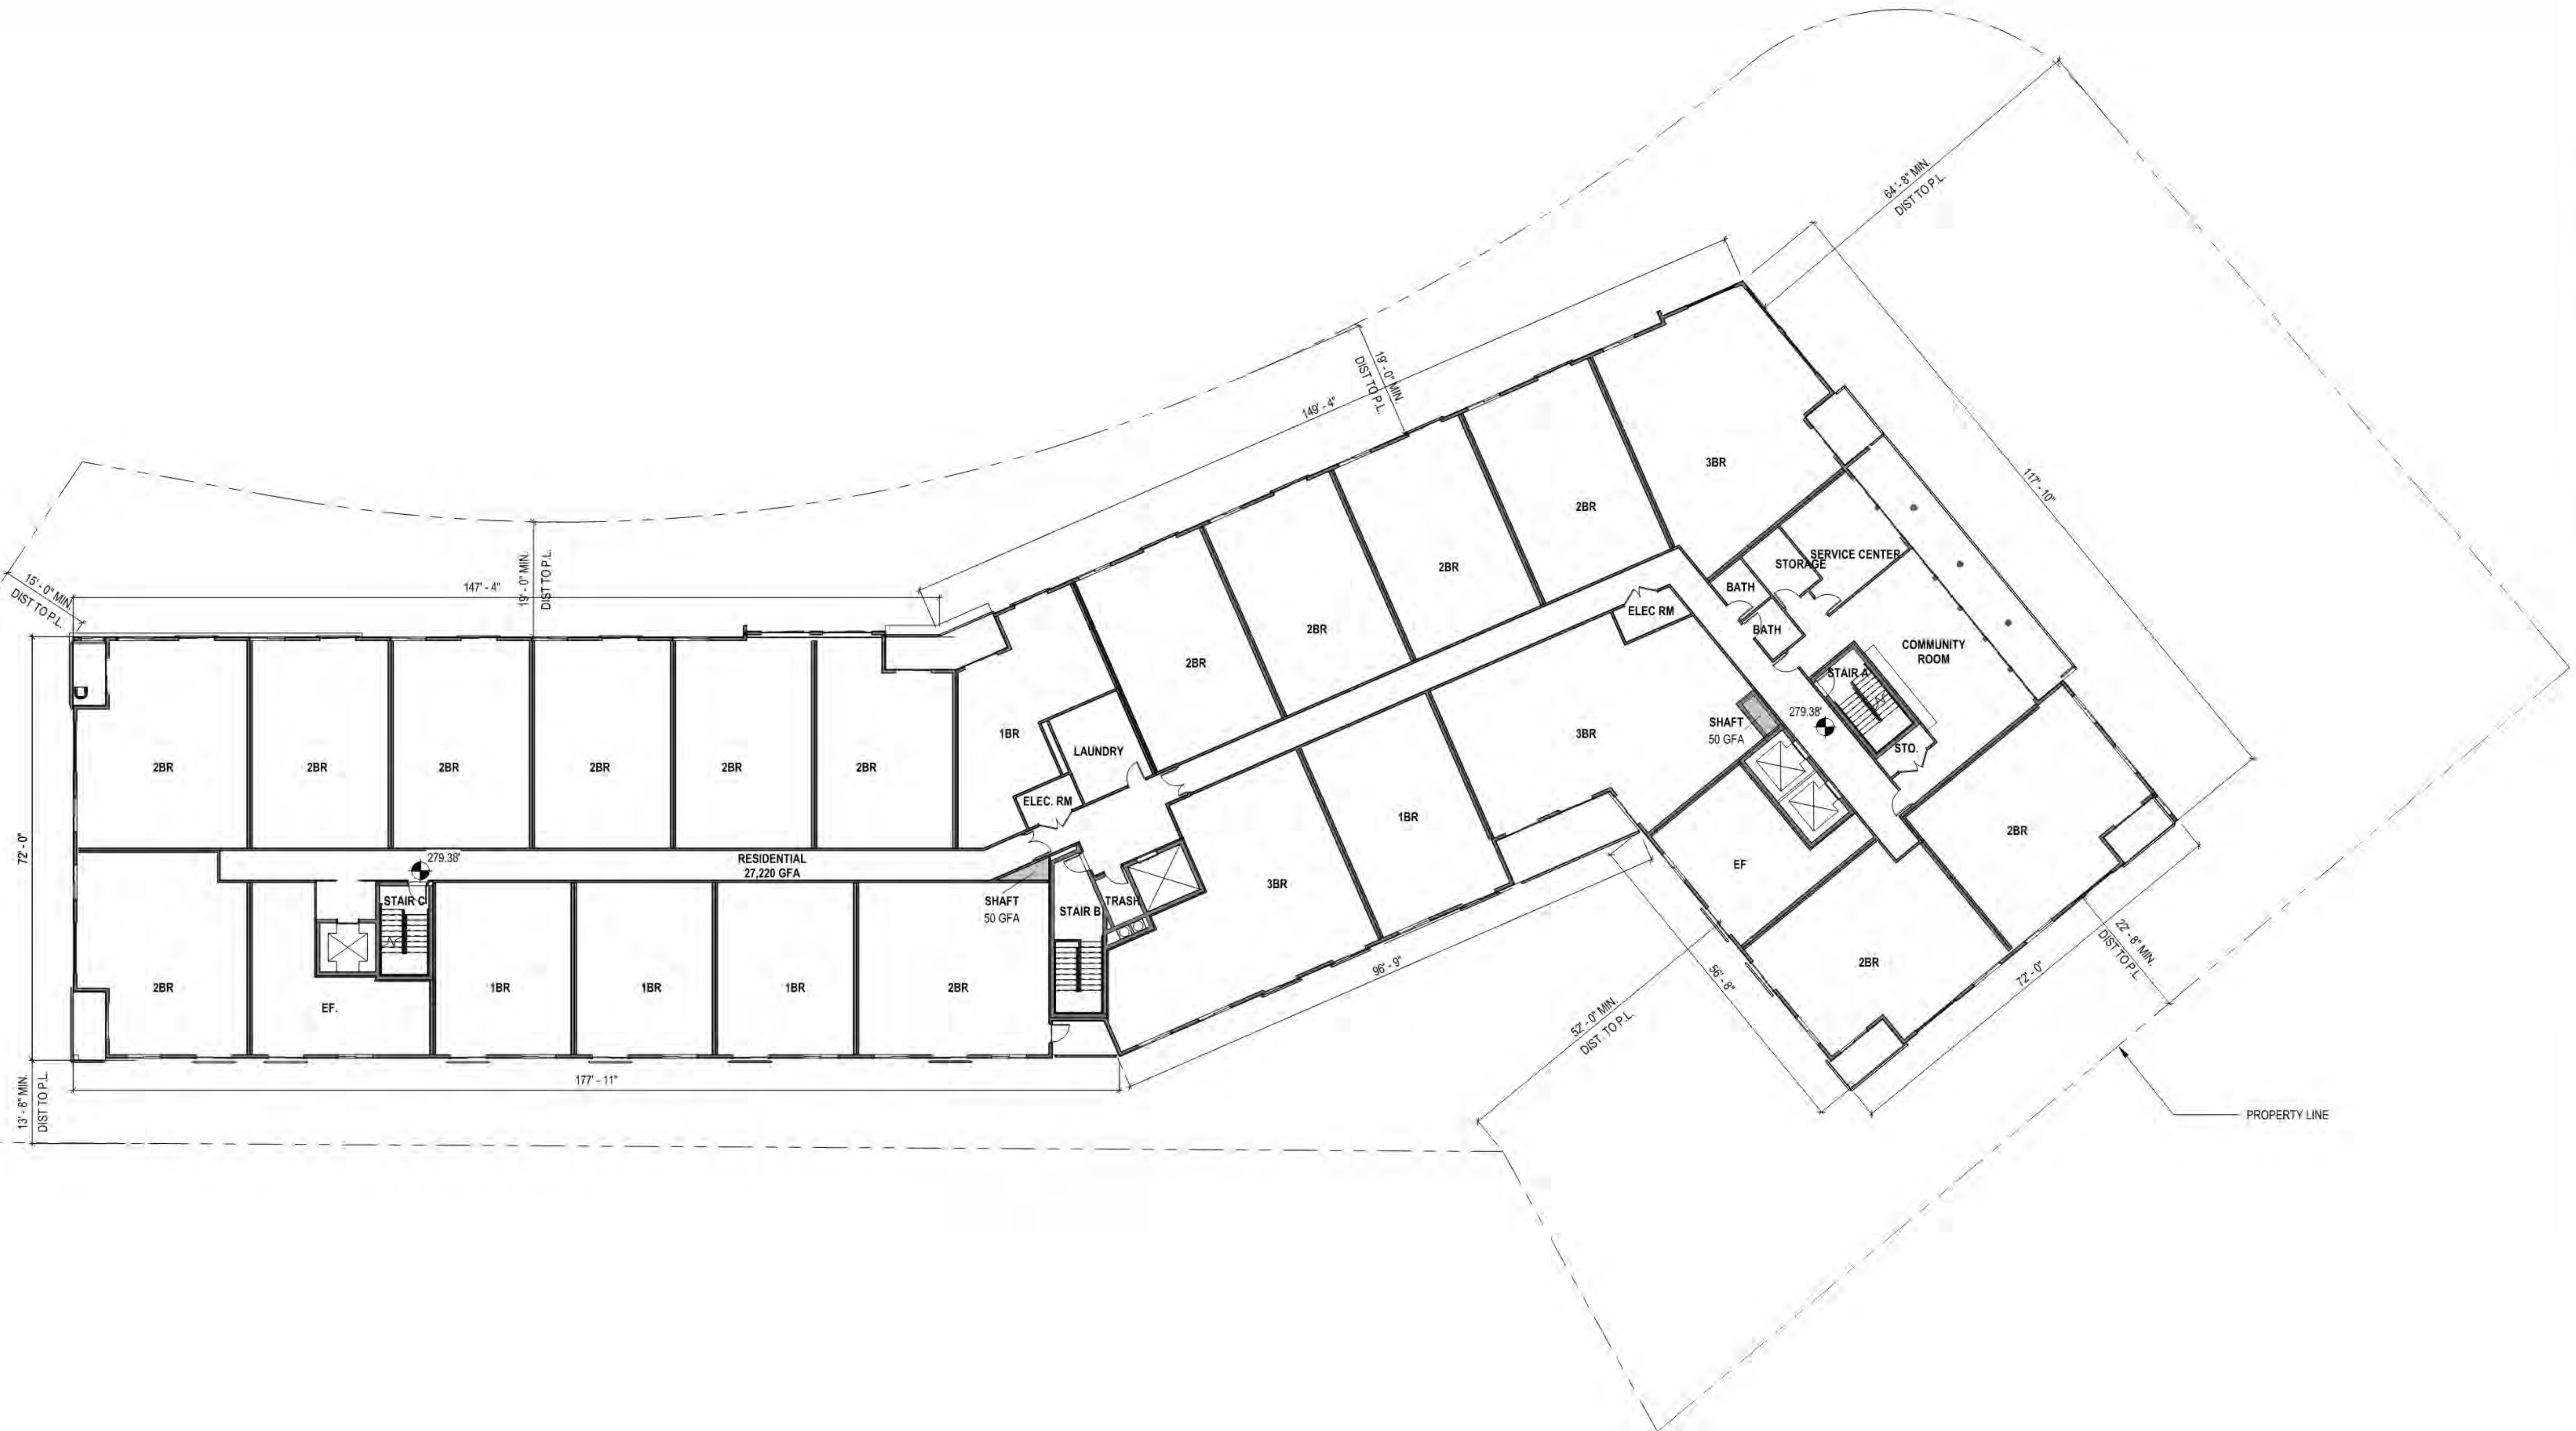 64'- 8" MIN.
DIST TO P.L.
19' - 0" MIN.
DIST TO P.L.
149' - 4"
117' - 10"
3BR
2BR
2BR
2BR
2BR
SERVICE CENTER
STORAGE
BATH
BATH
ELEC RM
COMMUNITY
ROOM
STAIR A
279.38'
STO.
SHAFT
50 GFA
3BR
15' - 0" MIN.
DIST TO P.L.
147' - 4"
19' - 0" MIN.
DIST TO P.L.
1BR
LAUNDRY
ELEC. RM
72' - 0"
2BR
2BR
2BR
2BR
2BR
2BR
279.38'
RESIDENTIAL
27,220 GFA
SHAFT
50 GFA
STAIR C
STAIR B
TRASH
3BR
1BR
EF
2BR
2BR
2BR
EF.
1BR
1BR
1BR
2BR
96' - 9"
56' - 8"
72' - 0"
22' - 8" MIN.
DIST TO P.L.
52' - 0" MIN.
DIST. TO P.L.
13' - 8" MIN.
DIST TO P.L.
177' - 11"
PROPERTY LINE